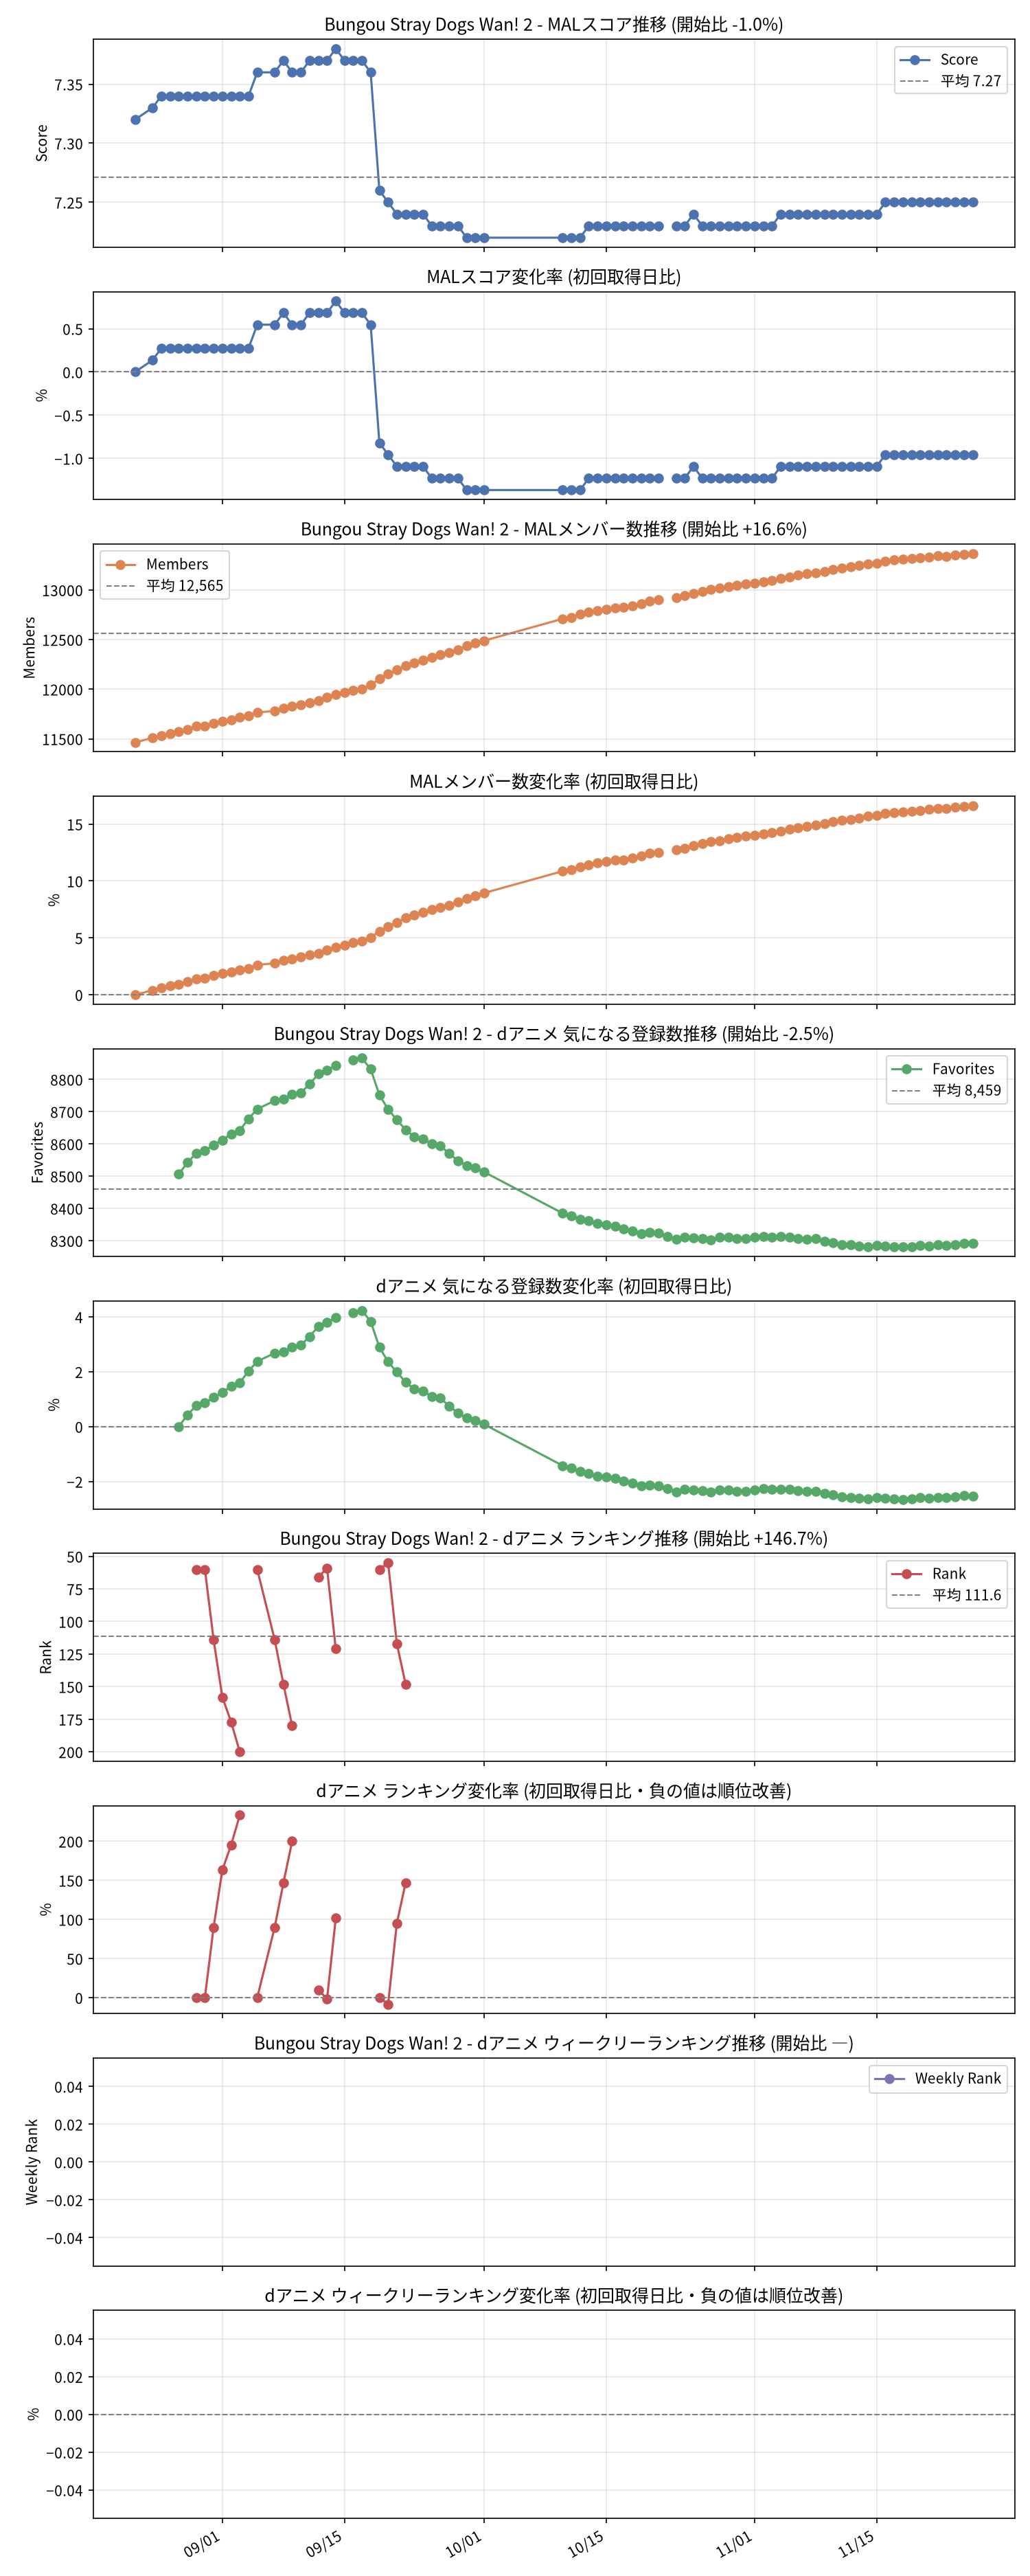 Bungou Stray Dogs Wan! 2 - MALスコア推移 (開始比 -1.0%)
Score
平均 7.27
7.35
7.30
7.25
Score
MALスコア変化率 (初回取得日比)
0.5
0.0
−0.5
−1.0
%
Bungou Stray Dogs Wan! 2 - MALメンバー数推移 (開始比 +16.6%)
Members
平均 12,565
13000
12500
12000
11500
Members
MALメンバー数変化率 (初回取得日比)
15
10
5
0
%
Bungou Stray Dogs Wan! 2 - dアニメ 気になる登録数推移 (開始比 -2.5%)
Favorites
平均 8,459
8800
8700
8600
8500
8400
8300
Favorites
dアニメ 気になる登録数変化率 (初回取得日比)
4
2
0
−2
%
Bungou Stray Dogs Wan! 2 - dアニメ ランキング推移 (開始比 +146.7%)
Rank
平均 111.6
50
75
100
125
150
175
200
Rank
dアニメ ランキング変化率 (初回取得日比・負の値は順位改善)
200
150
100
50
0
%
Bungou Stray Dogs Wan! 2 - dアニメ ウィークリーランキング推移 (開始比 —)
Weekly Rank
0.04
0.02
0.00
−0.02
−0.04
Weekly Rank
dアニメ ウィークリーランキング変化率 (初回取得日比・負の値は順位改善)
0.04
0.02
0.00
−0.02
−0.04
%
09/01
09/15
10/01
10/15
11/01
11/15